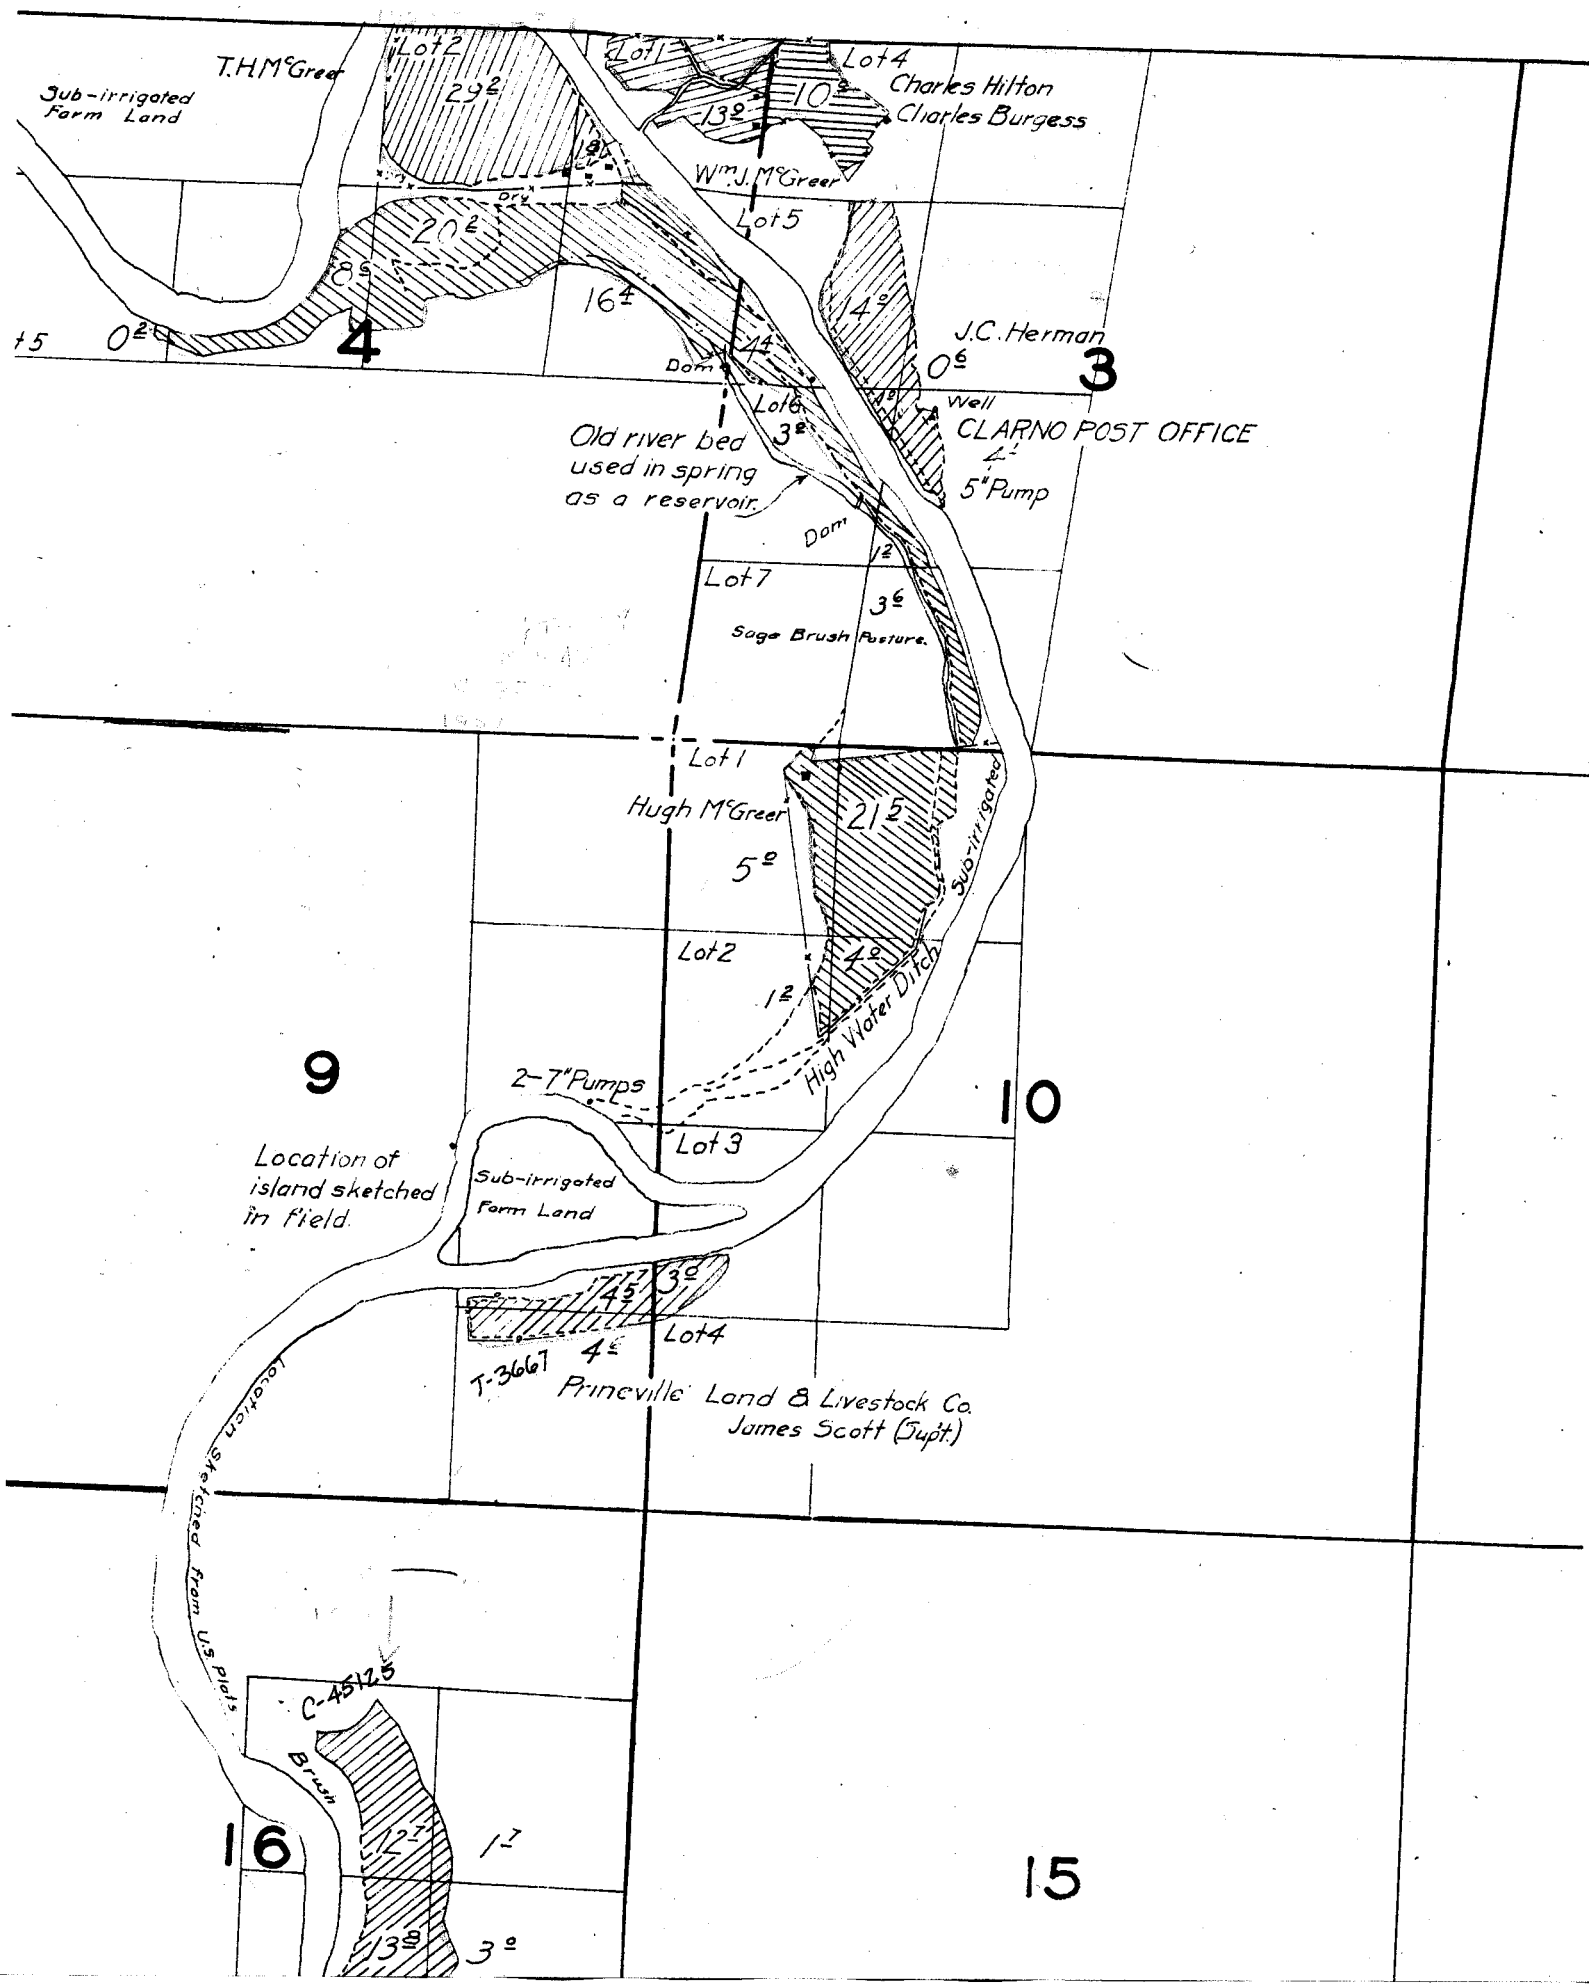 T.H. McGreer
Sub-irrigated
Farm Land
Lot 2
29 2
Lot 1
13 0
10 0
Lot 4
Charles Hilton
Charles Burgess
Wm. J. McGreer
Dry
Lot 5
20 2
16 4
14 0
J.C. Herman
t 5
0 2
4
4 4
0 6
3
Dam
Lot 6
3 2
Well
CLARNO POST OFFICE
4 1
5" Pump
Old river bed
used in spring
as a reservoir.
Dam
1 2
Lot 7
3 6
Sage Brush Pasture.
Lot 1
Hugh McGreer
21 5
5 0
Sub-irrigated
Lot 2
4 0
1 2
High Water Ditch
9
2-7" Pumps
10
Lot 3
Location of
island sketched
in field.
Sub-irrigated
Farm Land
4 5
3 0
Lot 4
4 6
T-3667
Prineville Land & Livestock Co.
James Scott (Supt.)
Location sketched from U.S. Plats
C-45125
Brush
16
12 7
1 7
15
13 8
3 0